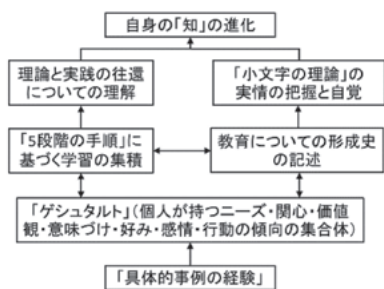 自身の「知」の進化
理論と実践の往還
についての理解
「小文字の理論」の
実情の把握と自覚
「5段階の手順」に
基づく学習の集積
教育についての形成史
の記述
「ゲシュタルト」(個人が持つニーズ・関心・価値
観・意味づけ・好み・感情・行動の傾向の集合体)
「具体的事例の経験」